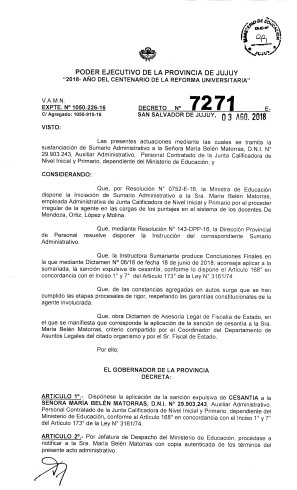 MINISTERIO DE EDUCACION
99
JUJUY
PODER EJECUTIVO DE LA PROVINCIA DE JUJUY
"2018- AÑO DEL CENTENARIO DE LA REFORMA UNIVERSITARIA"
V.A.M.N.
EXPTE. Nº 1050-226-16 DECRETO Nº 7271 E-
C/ Agregado: 1050-916-16 SAN SALVADOR DE JUJUY, 03 AGO. 2018
VISTO:
Las presentes actuaciones mediante las cuales se tramita la
sustanciación de Sumario Administrativo a la Señora María Belén Matorras, D.N.I. Nº
29.903.243, Auxiliar Administrativo, Personal Contratado de la Junta Calificadora
de Nivel Inicial y Primario, dependiente del Ministerio de Educación; y
CONSIDERANDO:
Que, por Resolución Nº 0752-E-16, la Ministra de Educación
dispone la Iniciación de Sumario Administrativo a la Sra. María Belén Matorras,
empleada Administrativa de Junta Calificadora de Nivel Inicial y Primario por el proceder
irregular de la agente en las cargas de los puntajes en el sistema de los docentes De
Mendoza, Ortiz, López y Molina.
Que, mediante Resolución Nº 143-DPP-16, la Dirección Provincial
de Personal resuelve disponer la Instrucción del correspondiente Sumario
Administrativo.
Que, la Instructora Sumariante produce Conclusiones Finales en
la que mediante Dictamen Nº 06/18 de fecha 18 de junio de 2018, aconseja aplicar a
la sumariada, la sanción expulsiva de cesantía, conforme lo dispone el Artículo 168º en
concordancia con el Inciso 1º y 7º del Artículo 173º de la Ley Nº 3161/74
Que, de las constancias agregadas en autos surge que se han
cumplido las etapas procesales de rigor, respetando las garantías constitucionales de la
agente involucrada.
Que, obra Dictamen de Asesoría Legal de Fiscalía de Estado, en
el que se manifiesta que corresponde la aplicación de la sanción de cesantía a la Sra.
María Belén Matorras, criterio compartido por el Coordinador del Departamento de
Asuntos Legales del citado organismo y por el Sr. Fiscal de Estado.
Por ello;
EL GOBERNADOR DE LA PROVINCIA
DECRETA:
ARTICULO 1º.- Dispónese la aplicación de la sanción expulsiva de CESANTIA a la
SEÑORA MARÍA BELÉN MATORRAS, D.N.I. Nº 29.903.243, Auxiliar Administrativo,
Personal Contratado de la Junta Calificadora de Nivel Inicial y Primario, dependiente del
Ministerio de Educación, conforme al Artículo 168º en concordancia con el Inciso 1º y 7º
del Artículo 173º de la Ley Nº 3161/74.
ARTICULO 2º.- Por Jefatura de Despacho del Ministerio de Educación, procédase a
notificar a la Sra. María Belén Matorras con copia autenticada de los términos del
presente acto administrativo.